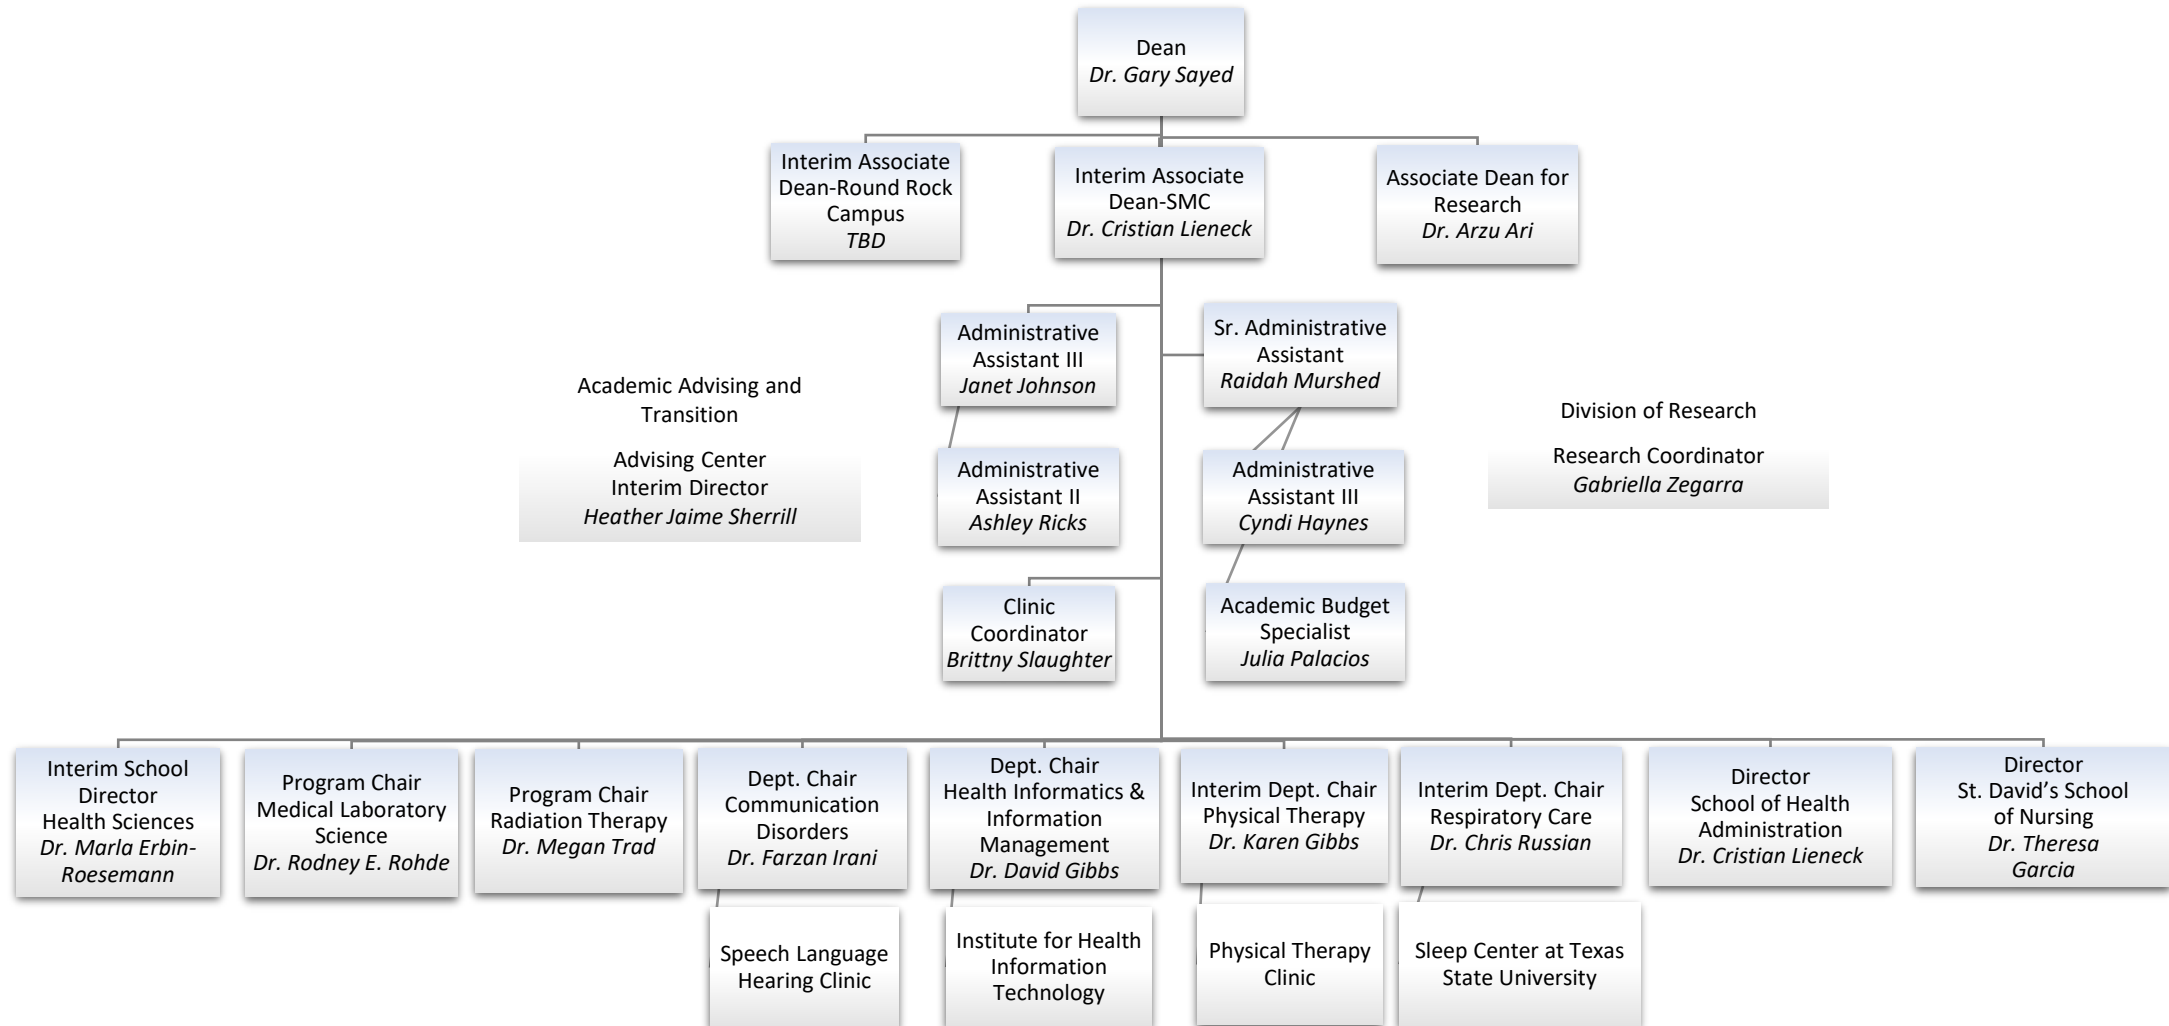 Dean
Dr. Gary Sayed
Interim Associate
Dean-Round Rock
Campus
TBD
Interim Associate
Dean-SMC
Dr. Cristian Lieneck
Associate Dean for
Research
Dr. Arzu Ari
Administrative
Assistant III
Janet Johnson
Sr. Administrative
Assistant
Raidah Murshed
Academic Advising and
Transition
Advising Center
Interim Director
Heather Jaime Sherrill
Division of Research
Research Coordinator
Gabriella Zegarra
Administrative
Assistant II
Ashley Ricks
Administrative
Assistant III
Cyndi Haynes
Clinic
Coordinator
Brittny Slaughter
Academic Budget
Specialist
Julia Palacios
Interim School
Director
Health Sciences
Dr. Marla Erbin-
Roesemann
Program Chair
Medical Laboratory
Science
Dr. Rodney E. Rohde
Program Chair
Radiation Therapy
Dr. Megan Trad
Dept. Chair
Communication
Disorders
Dr. Farzan Irani
Dept. Chair
Health Informatics &
Information
Management
Dr. David Gibbs
Interim Dept. Chair
Physical Therapy
Dr. Karen Gibbs
Interim Dept. Chair
Respiratory Care
Dr. Chris Russian
Director
School of Health
Administration
Dr. Cristian Lieneck
Director
St. David’s School
of Nursing
Dr. Theresa
Garcia
Speech Language
Hearing Clinic
Institute for Health
Information
Technology
Physical Therapy
Clinic
Sleep Center at Texas
State University